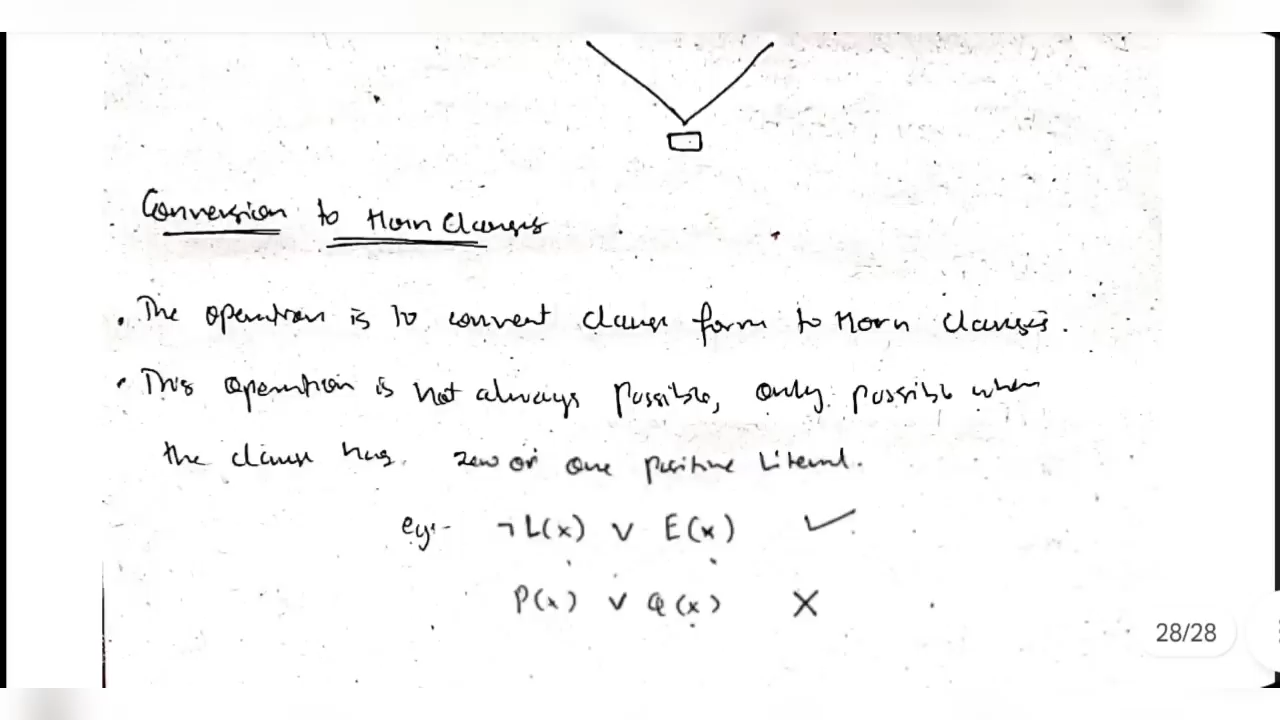 Conversion to Horn Clauses
• The operation is to convert clause form to Horn Clauses.
• This operation is not always possible, only possible when
the clause has zero or one positive Literal.
eg:- ¬L(x) ∨ E(x) ✓
P(x) ∨ Q(x) ✗
28/28